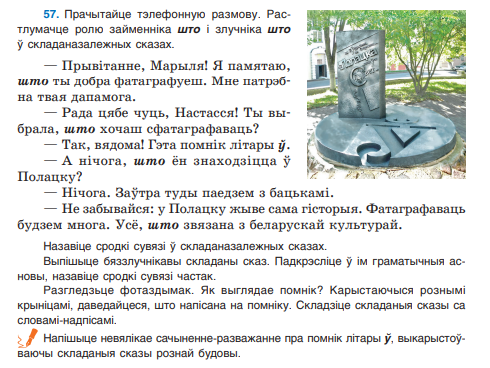 57. Прачытайце тэлефонную размову. Рас-
тлумачце ролю займенніка што і злучніка што
ў складаназалежных сказах.
— Прывітанне, Марыля! Я памятаю,
што ты добра фатаграфуеш. Мне патрэб-
на твая дапамога.
— Рада цябе чуць, Настасся! Ты вы-
брала, што хочаш сфатаграфаваць?
— Так, вядома! Гэта помнік літары ў.
— А нічога, што ён знаходзіцца ў
Полацку?
— Нічога. Заўтра туды паедзем з бацькамі.
— Не забывайся: у Полацку жыве сама гісторыя. Фатаграфаваць
будзем многа. Усё, што звязана з беларускай культурай.
Назавіце сродкі сувязі ў складаназалежных сказах.
Выпішыце бяззлучнікавы складаны сказ. Падкрэсліце ў ім граматычныя ас-
новы, назавіце сродкі сувязі частак.
Разгледзьце фотаздымак. Як выглядае помнік? Карыстаючыся рознымі
крыніцамі, даведайцеся, што напісана на помніку. Складзіце складаныя сказы са
словамі-надпісамі.
Напішыце невялікае сачыненне-разважанне пра помнік літары ў, выкарыстоў-
ваючы складаныя сказы рознай будовы.